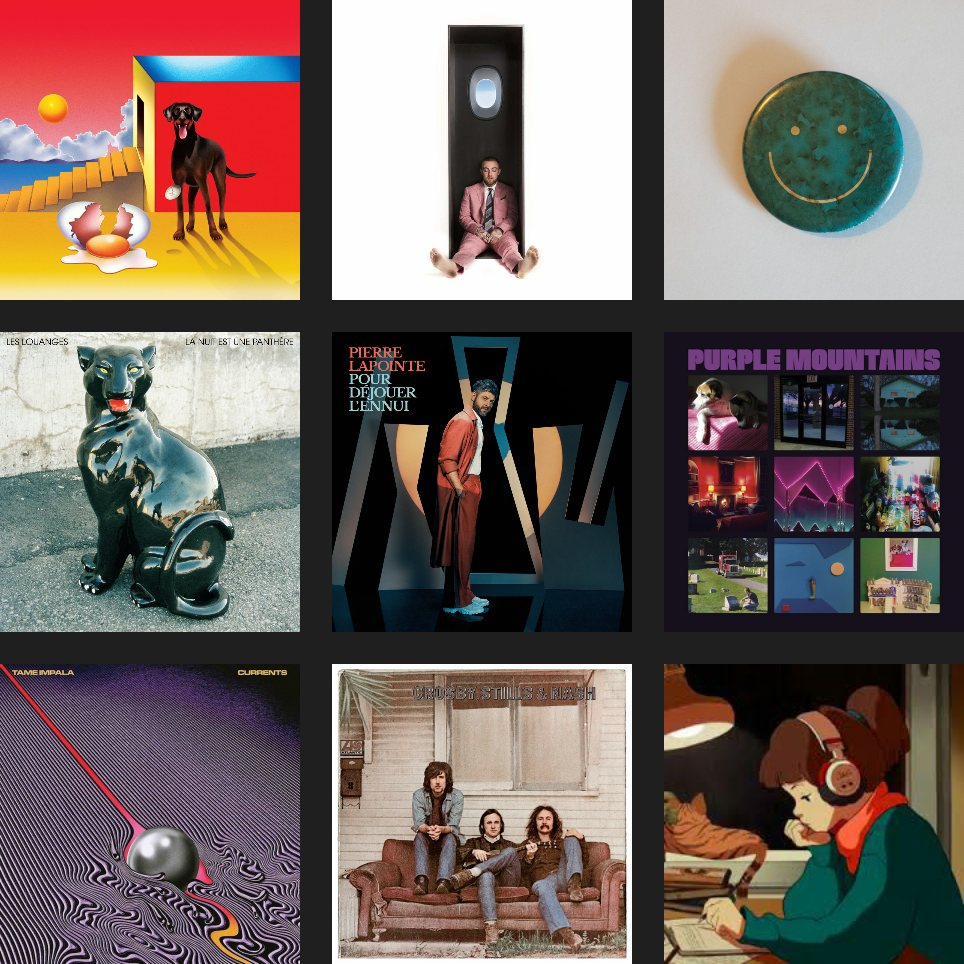 LES LOUANGES
LA NUIT EST UNE PANTHÈRE
PIERRE
LAPOINTE
POUR
DÉJOUER
L'ENNUI
PURPLE MOUNTAINS
TAME IMPALA
CURRENTS
CROSBY, STILLS & NASH